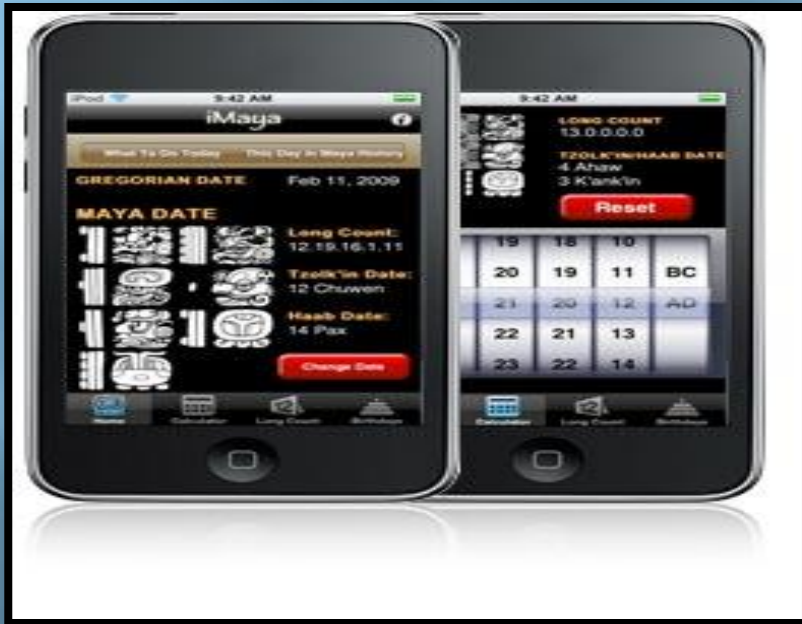 iPod 9:42 AM
iMaya
What To Do Today This Day in Maya History
GREGORIAN DATE Feb 11, 2009
MAYA DATE
Long Count:
12.19.16.1.11
Tzolk'in Date:
12 Chuwen
Haab Date:
14 Pax
Change Date
Home Calculator Long Count Birthdays
9:42 AM
LONG COUNT
13.0.0.0.0
TZOLK'IN/HAAB DATE
4 Ahaw
3 K'ank'in
Reset
19 18 10
20 19 11 BC
21 20 12 AD
22 21 13
23 22 14
Calculator Long Count Birthdays